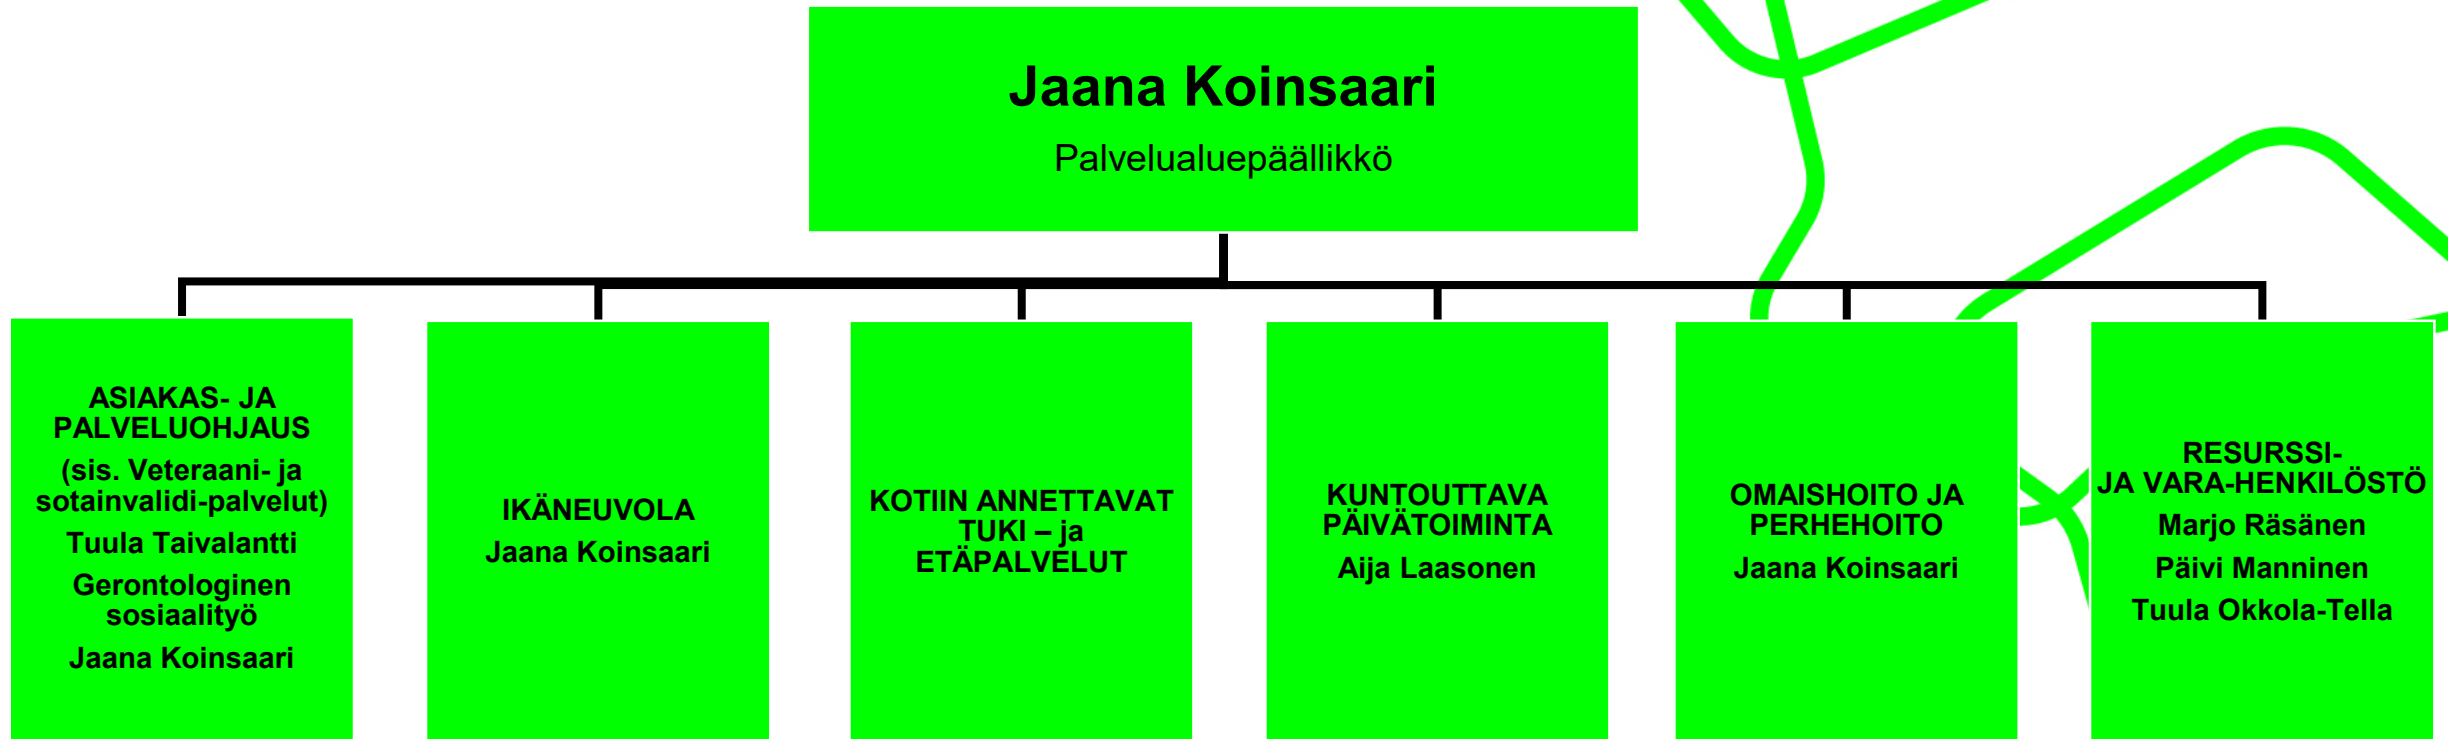 Jaana Koinsaari
Palvelualuepäällikkö
ASIAKAS- JA
PALVELUOHJAUS
(sis. Veteraani- ja
sotainvalidi-palvelut)
Tuula Taivalantti
Gerontologinen
sosiaalityö
Jaana Koinsaari
IKÄNEUVOLA
Jaana Koinsaari
KOTIIN ANNETTAVAT
TUKI – ja
ETÄPALVELUT
KUNTOUTTAVA
PÄIVÄTOIMINTA
Aija Laasonen
OMAISHOITO JA
PERHEHOITO
Jaana Koinsaari
RESURSSI-
JA VARA-HENKILÖSTÖ
Marjo Räsänen
Päivi Manninen
Tuula Okkola-Tella